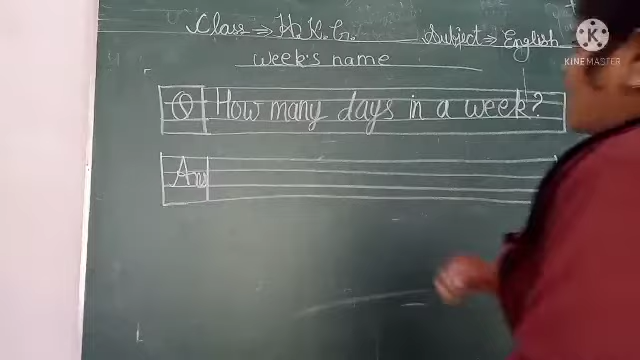 Class → H.K.G. Subject → English
week's name
Q How many days in a week?
Ans
K
KINEMASTER